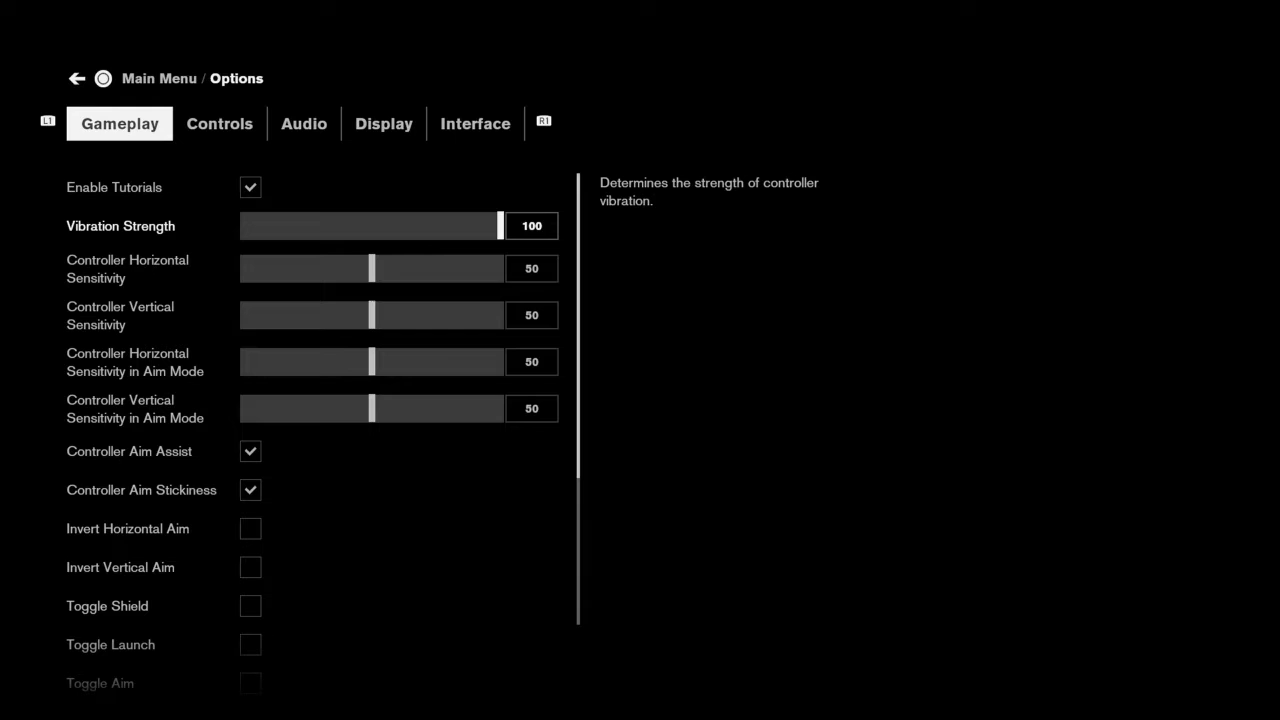 Main Menu / Options
L1 Gameplay Controls Audio Display Interface R1
Enable Tutorials
Determines the strength of controller
vibration.
Vibration Strength 100
Controller Horizontal
Sensitivity 50
Controller Vertical
Sensitivity 50
Controller Horizontal
Sensitivity in Aim Mode 50
Controller Vertical
Sensitivity in Aim Mode 50
Controller Aim Assist
Controller Aim Stickiness
Invert Horizontal Aim
Invert Vertical Aim
Toggle Shield
Toggle Launch
Toggle Aim